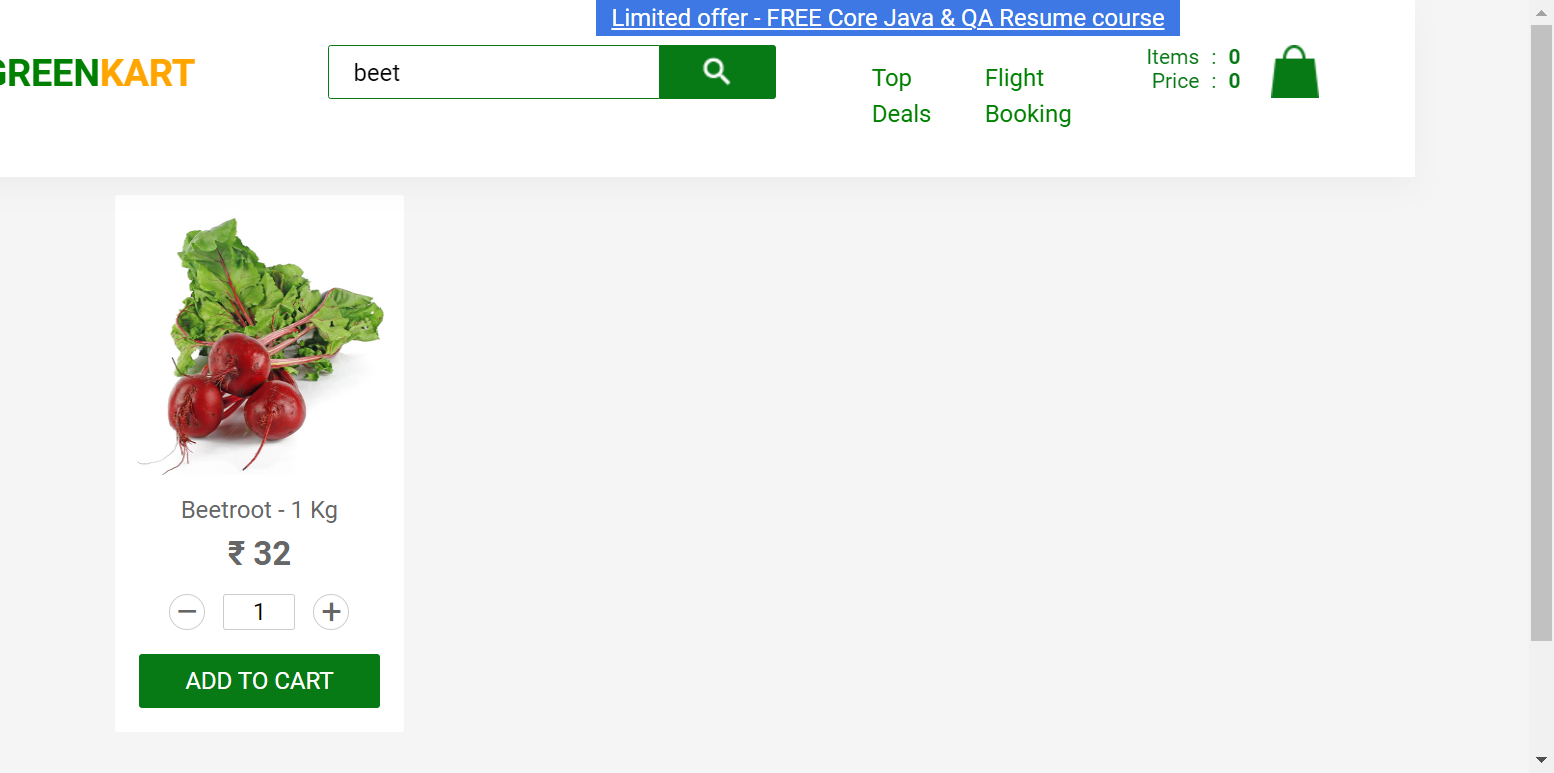 Limited offer - FREE Core Java & QA Resume course
GREENKART
beet
Top
Deals
Flight
Booking
Items : 0
Price : 0
Beetroot - 1 Kg
₹ 32
− 1 +
ADD TO CART